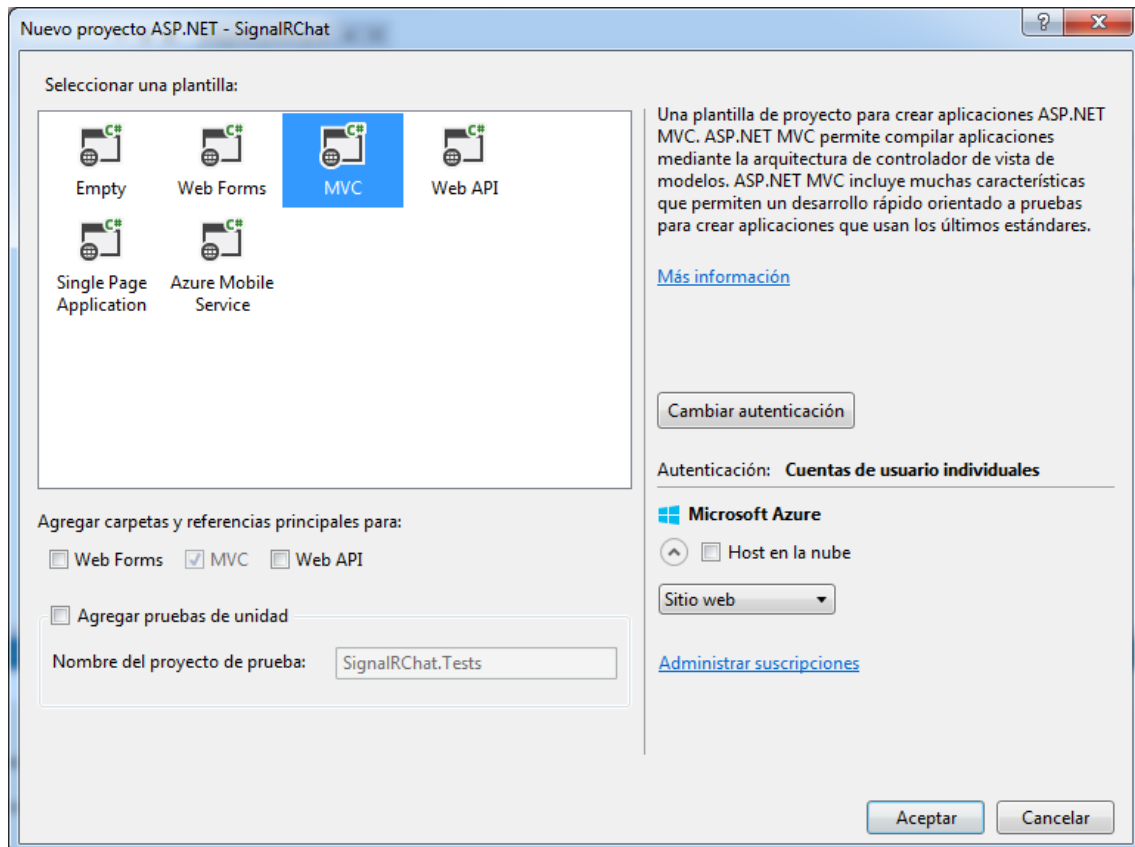 Nuevo proyecto ASP.NET - SignalRChat
Seleccionar una plantilla:
C# C# C# C#
Empty Web Forms MVC Web API
C# C#
Single Page Azure Mobile
Application Service
Una plantilla de proyecto para crear aplicaciones ASP.NET
MVC. ASP.NET MVC permite compilar aplicaciones
mediante la arquitectura de controlador de vista de
modelos. ASP.NET MVC incluye muchas características
que permiten un desarrollo rápido orientado a pruebas
para crear aplicaciones que usan los últimos estándares.
Más información
Cambiar autenticación
Autenticación: Cuentas de usuario individuales
Microsoft Azure
Host en la nube
Sitio web
Administrar suscripciones
Agregar carpetas y referencias principales para:
Web Forms MVC Web API
Agregar pruebas de unidad
Nombre del proyecto de prueba: SignalRChat.Tests
Aceptar Cancelar